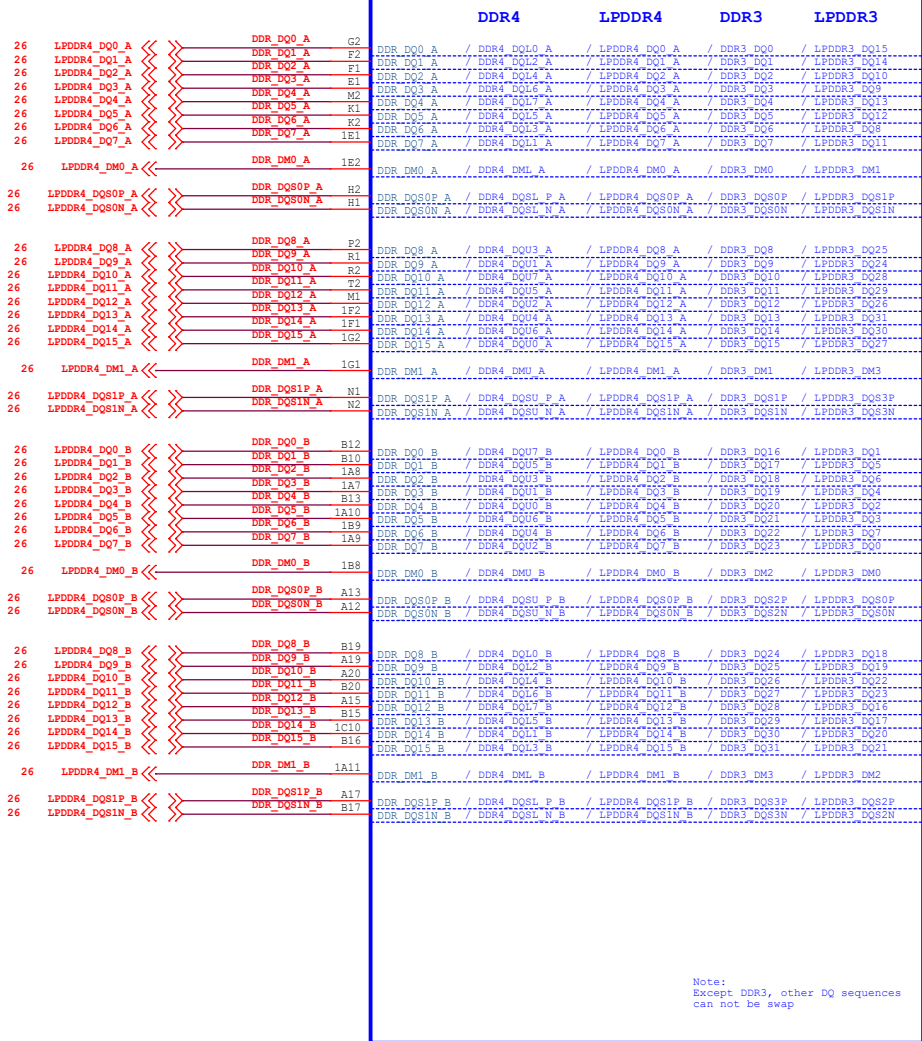 DDR4 LPDDR4 DDR3 LPDDR3
26 LPDDR4_DQ0_A DDR_DQ0_A G2 DDR_DQ0_A / DDR4_DQL0_A / LPDDR4_DQ0_A / DDR3_DQ0 / LPDDR3_DQ15
26 LPDDR4_DQ1_A DDR_DQ1_A F2 DDR_DQ1_A / DDR4_DQL2_A / LPDDR4_DQ1_A / DDR3_DQ1 / LPDDR3_DQ14
26 LPDDR4_DQ2_A DDR_DQ2_A F1 DDR_DQ2_A / DDR4_DQL4_A / LPDDR4_DQ2_A / DDR3_DQ2 / LPDDR3_DQ10
26 LPDDR4_DQ3_A DDR_DQ3_A E1 DDR_DQ3_A / DDR4_DQL6_A / LPDDR4_DQ3_A / DDR3_DQ3 / LPDDR3_DQ9
26 LPDDR4_DQ4_A DDR_DQ4_A M2 DDR_DQ4_A / DDR4_DQL7_A / LPDDR4_DQ4_A / DDR3_DQ4 / LPDDR3_DQ13
26 LPDDR4_DQ5_A DDR_DQ5_A K1 DDR_DQ5_A / DDR4_DQL5_A / LPDDR4_DQ5_A / DDR3_DQ5 / LPDDR3_DQ12
26 LPDDR4_DQ6_A DDR_DQ6_A K2 DDR_DQ6_A / DDR4_DQL3_A / LPDDR4_DQ6_A / DDR3_DQ6 / LPDDR3_DQ8
26 LPDDR4_DQ7_A DDR_DQ7_A 1E1 DDR_DQ7_A / DDR4_DQL1_A / LPDDR4_DQ7_A / DDR3_DQ7 / LPDDR3_DQ11
26 LPDDR4_DM0_A DDR_DM0_A 1E2 DDR_DM0_A / DDR4_DML_A / LPDDR4_DM0_A / DDR3_DM0 / LPDDR3_DM1
26 LPDDR4_DQS0P_A DDR_DQS0P_A H2 DDR_DQS0P_A / DDR4_DQSL_P_A / LPDDR4_DQS0P_A / DDR3_DQS0P / LPDDR3_DQS1P
26 LPDDR4_DQS0N_A DDR_DQS0N_A H1 DDR_DQS0N_A / DDR4_DQSL_N_A / LPDDR4_DQS0N_A / DDR3_DQS0N / LPDDR3_DQS1N
26 LPDDR4_DQ8_A DDR_DQ8_A P2 DDR_DQ8_A / DDR4_DQU3_A / LPDDR4_DQ8_A / DDR3_DQ8 / LPDDR3_DQ25
26 LPDDR4_DQ9_A DDR_DQ9_A R1 DDR_DQ9_A / DDR4_DQU1_A / LPDDR4_DQ9_A / DDR3_DQ9 / LPDDR3_DQ24
26 LPDDR4_DQ10_A DDR_DQ10_A R2 DDR_DQ10_A / DDR4_DQU7_A / LPDDR4_DQ10_A / DDR3_DQ10 / LPDDR3_DQ28
26 LPDDR4_DQ11_A DDR_DQ11_A T2 DDR_DQ11_A / DDR4_DQU5_A / LPDDR4_DQ11_A / DDR3_DQ11 / LPDDR3_DQ29
26 LPDDR4_DQ12_A DDR_DQ12_A M1 DDR_DQ12_A / DDR4_DQU2_A / LPDDR4_DQ12_A / DDR3_DQ12 / LPDDR3_DQ26
26 LPDDR4_DQ13_A DDR_DQ13_A 1F2 DDR_DQ13_A / DDR4_DQU4_A / LPDDR4_DQ13_A / DDR3_DQ13 / LPDDR3_DQ31
26 LPDDR4_DQ14_A DDR_DQ14_A 1F1 DDR_DQ14_A / DDR4_DQU6_A / LPDDR4_DQ14_A / DDR3_DQ14 / LPDDR3_DQ30
26 LPDDR4_DQ15_A DDR_DQ15_A 1G2 DDR_DQ15_A / DDR4_DQU0_A / LPDDR4_DQ15_A / DDR3_DQ15 / LPDDR3_DQ27
26 LPDDR4_DM1_A DDR_DM1_A 1G1 DDR_DM1_A / DDR4_DMU_A / LPDDR4_DM1_A / DDR3_DM1 / LPDDR3_DM3
26 LPDDR4_DQS1P_A DDR_DQS1P_A N1 DDR_DQS1P_A / DDR4_DQSU_P_A / LPDDR4_DQS1P_A / DDR3_DQS1P / LPDDR3_DQS3P
26 LPDDR4_DQS1N_A DDR_DQS1N_A N2 DDR_DQS1N_A / DDR4_DQSU_N_A / LPDDR4_DQS1N_A / DDR3_DQS1N / LPDDR3_DQS3N
26 LPDDR4_DQ0_B DDR_DQ0_B B12 DDR_DQ0_B / DDR4_DQU7_B / LPDDR4_DQ0_B / DDR3_DQ16 / LPDDR3_DQ1
26 LPDDR4_DQ1_B DDR_DQ1_B B10 DDR_DQ1_B / DDR4_DQU5_B / LPDDR4_DQ1_B / DDR3_DQ17 / LPDDR3_DQ5
26 LPDDR4_DQ2_B DDR_DQ2_B 1A8 DDR_DQ2_B / DDR4_DQU3_B / LPDDR4_DQ2_B / DDR3_DQ18 / LPDDR3_DQ6
26 LPDDR4_DQ3_B DDR_DQ3_B 1A7 DDR_DQ3_B / DDR4_DQU1_B / LPDDR4_DQ3_B / DDR3_DQ19 / LPDDR3_DQ4
26 LPDDR4_DQ4_B DDR_DQ4_B B13 DDR_DQ4_B / DDR4_DQU0_B / LPDDR4_DQ4_B / DDR3_DQ20 / LPDDR3_DQ2
26 LPDDR4_DQ5_B DDR_DQ5_B 1A10 DDR_DQ5_B / DDR4_DQU6_B / LPDDR4_DQ5_B / DDR3_DQ21 / LPDDR3_DQ3
26 LPDDR4_DQ6_B DDR_DQ6_B 1B9 DDR_DQ6_B / DDR4_DQU4_B / LPDDR4_DQ6_B / DDR3_DQ22 / LPDDR3_DQ7
26 LPDDR4_DQ7_B DDR_DQ7_B 1A9 DDR_DQ7_B / DDR4_DQU2_B / LPDDR4_DQ7_B / DDR3_DQ23 / LPDDR3_DQ0
26 LPDDR4_DM0_B DDR_DM0_B 1B8 DDR_DM0_B / DDR4_DMU_B / LPDDR4_DM0_B / DDR3_DM2 / LPDDR3_DM0
26 LPDDR4_DQS0P_B DDR_DQS0P_B A13 DDR_DQS0P_B / DDR4_DQSU_P_B / LPDDR4_DQS0P_B / DDR3_DQS2P / LPDDR3_DQS0P
26 LPDDR4_DQS0N_B DDR_DQS0N_B A12 DDR_DQS0N_B / DDR4_DQSU_N_B / LPDDR4_DQS0N_B / DDR3_DQS2N / LPDDR3_DQS0N
26 LPDDR4_DQ8_B DDR_DQ8_B B19 DDR_DQ8_B / DDR4_DQL0_B / LPDDR4_DQ8_B / DDR3_DQ24 / LPDDR3_DQ18
26 LPDDR4_DQ9_B DDR_DQ9_B A19 DDR_DQ9_B / DDR4_DQL2_B / LPDDR4_DQ9_B / DDR3_DQ25 / LPDDR3_DQ19
26 LPDDR4_DQ10_B DDR_DQ10_B A20 DDR_DQ10_B / DDR4_DQL4_B / LPDDR4_DQ10_B / DDR3_DQ26 / LPDDR3_DQ22
26 LPDDR4_DQ11_B DDR_DQ11_B B20 DDR_DQ11_B / DDR4_DQL6_B / LPDDR4_DQ11_B / DDR3_DQ27 / LPDDR3_DQ23
26 LPDDR4_DQ12_B DDR_DQ12_B A15 DDR_DQ12_B / DDR4_DQL7_B / LPDDR4_DQ12_B / DDR3_DQ28 / LPDDR3_DQ16
26 LPDDR4_DQ13_B DDR_DQ13_B B15 DDR_DQ13_B / DDR4_DQL5_B / LPDDR4_DQ13_B / DDR3_DQ29 / LPDDR3_DQ17
26 LPDDR4_DQ14_B DDR_DQ14_B 1C10 DDR_DQ14_B / DDR4_DQL1_B / LPDDR4_DQ14_B / DDR3_DQ30 / LPDDR3_DQ20
26 LPDDR4_DQ15_B DDR_DQ15_B B16 DDR_DQ15_B / DDR4_DQL3_B / LPDDR4_DQ15_B / DDR3_DQ31 / LPDDR3_DQ21
26 LPDDR4_DM1_B DDR_DM1_B 1A11 DDR_DM1_B / DDR4_DML_B / LPDDR4_DM1_B / DDR3_DM3 / LPDDR3_DM2
26 LPDDR4_DQS1P_B DDR_DQS1P_B A17 DDR_DQS1P_B / DDR4_DQSL_P_B / LPDDR4_DQS1P_B / DDR3_DQS3P / LPDDR3_DQS2P
26 LPDDR4_DQS1N_B DDR_DQS1N_B B17 DDR_DQS1N_B / DDR4_DQSL_N_B / LPDDR4_DQS1N_B / DDR3_DQS3N / LPDDR3_DQS2N
Note:
Except DDR3, other DQ sequences
can not be swap